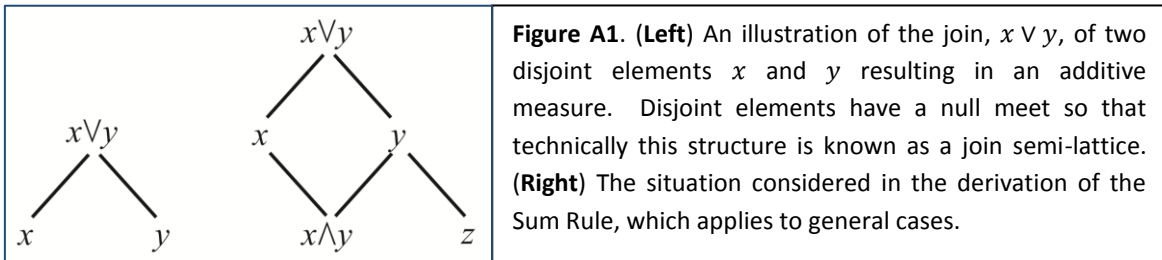 x∨y
x y
x∨y
x y
x∧y z
Figure A1. (Left) An illustration of the join, x ∨ y, of two
disjoint elements x and y resulting in an additive
measure. Disjoint elements have a null meet so that
technically this structure is known as a join semi-lattice.
(Right) The situation considered in the derivation of the
Sum Rule, which applies to general cases.